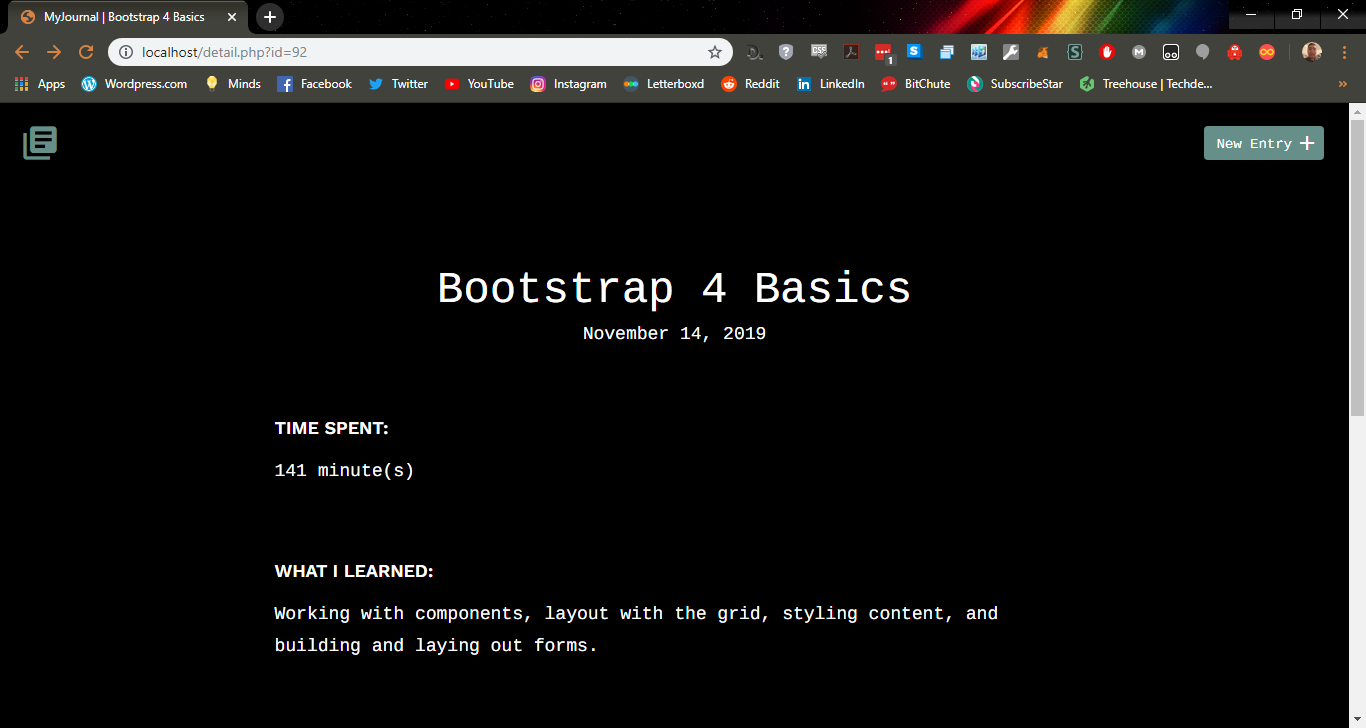 MyJournal | Bootstrap 4 Basics
localhost/detail.php?id=92
1
Apps Wordpress.com Minds Facebook Twitter YouTube Instagram Letterboxd Reddit LinkedIn BitChute SubscribeStar Treehouse | Techde...
New Entry
Bootstrap 4 Basics
November 14, 2019
TIME SPENT:
141 minute(s)
WHAT I LEARNED:
Working with components, layout with the grid, styling content, and
building and laying out forms.